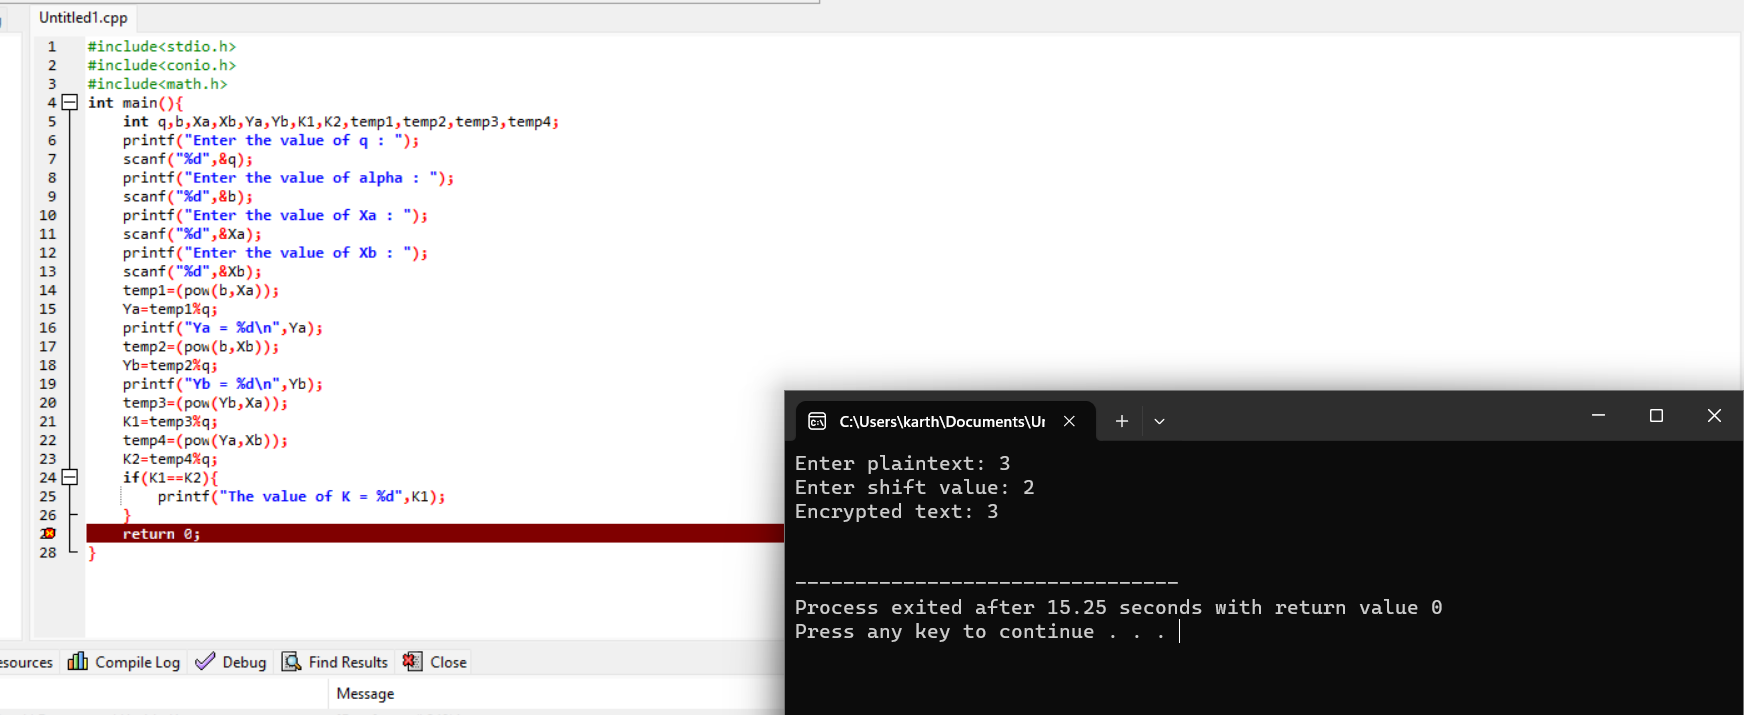 Untitled1.cpp
1 #include<stdio.h>
2 #include<conio.h>
3 #include<math.h>
4 int main(){
5 int q,b,Xa,Xb,Ya,Yb,K1,K2,temp1,temp2,temp3,temp4;
6 printf("Enter the value of q : ");
7 scanf("%d",&q);
8 printf("Enter the value of alpha : ");
9 scanf("%d",&b);
10 printf("Enter the value of Xa : ");
11 scanf("%d",&Xa);
12 printf("Enter the value of Xb : ");
13 scanf("%d",&Xb);
14 temp1=(pow(b,Xa));
15 Ya=temp1%q;
16 printf("Ya = %d\n",Ya);
17 temp2=(pow(b,Xb));
18 Yb=temp2%q;
19 printf("Yb = %d\n",Yb);
20 temp3=(pow(Yb,Xa));
21 K1=temp3%q;
22 temp4=(pow(Ya,Xb));
23 K2=temp4%q;
24 if(K1==K2){
25 printf("The value of K = %d",K1);
26 }
return 0;
28 }
C:\Users\karth\Documents\Ur
Enter plaintext: 3
Enter shift value: 2
Encrypted text: 3
--------------------------------
Process exited after 15.25 seconds with return value 0
Press any key to continue . . .
esources Compile Log Debug Find Results Close
Message